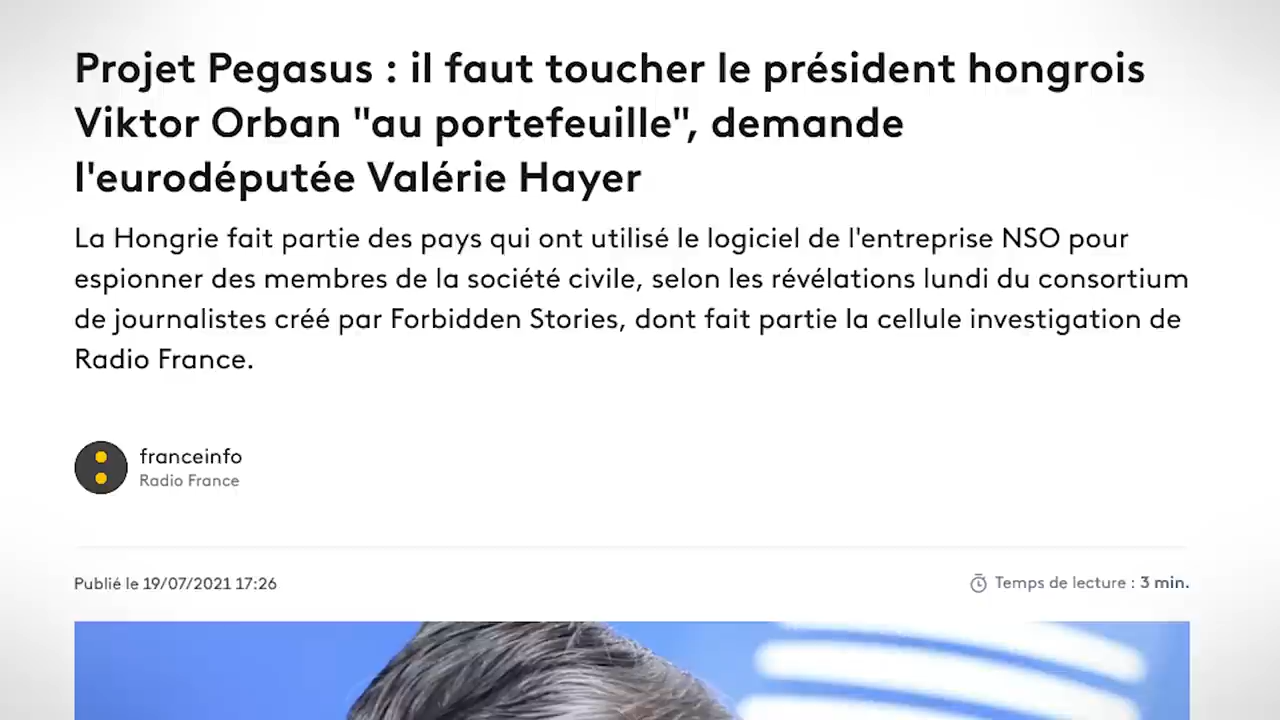 Projet Pegasus : il faut toucher le président hongrois
Viktor Orban "au portefeuille", demande
l'eurodéputée Valérie Hayer
La Hongrie fait partie des pays qui ont utilisé le logiciel de l'entreprise NSO pour
espionner des membres de la société civile, selon les révélations lundi du consortium
de journalistes créé par Forbidden Stories, dont fait partie la cellule investigation de
Radio France.
franceinfo
Radio France
Publié le 19/07/2021 17:26
Temps de lecture : 3 min.